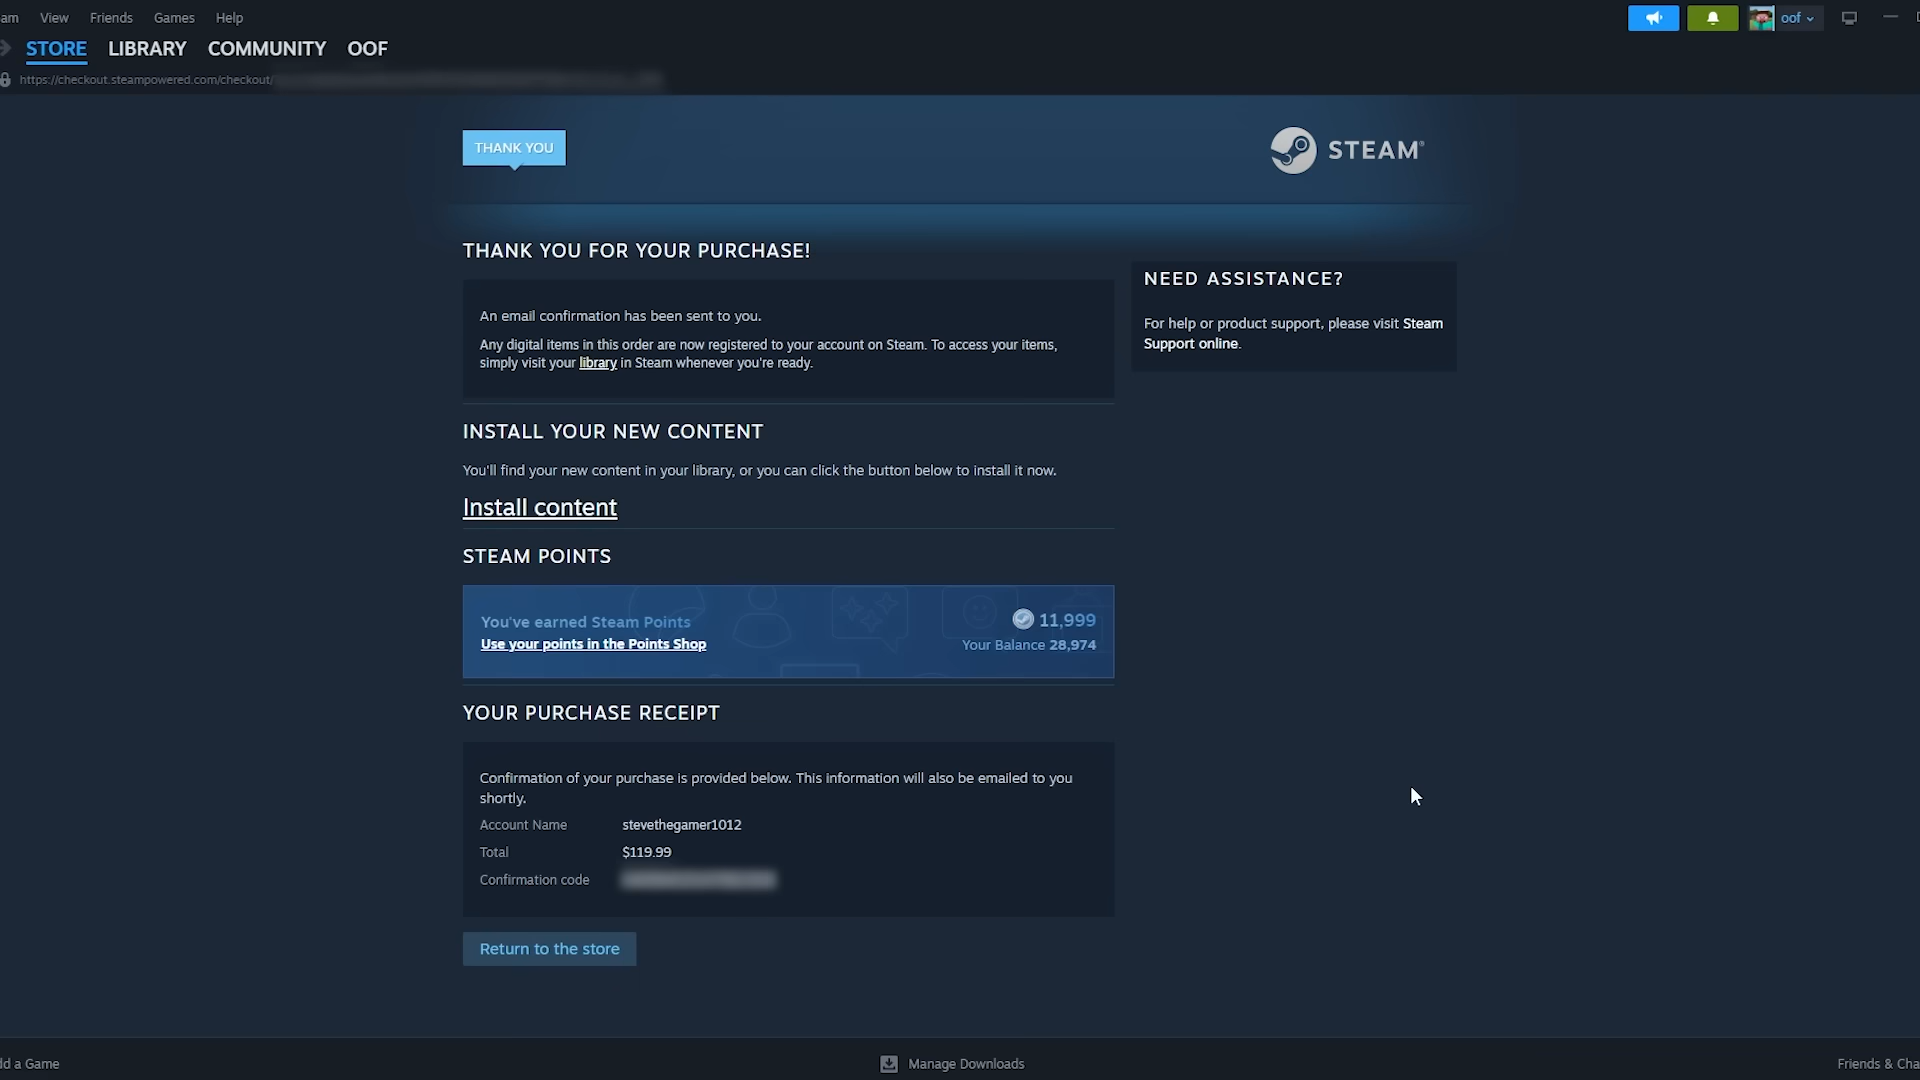 am View Friends Games Help oof
STORE LIBRARY COMMUNITY OOF
https://checkout.steampowered.com/checkout/
THANK YOU
STEAM®
THANK YOU FOR YOUR PURCHASE!
An email confirmation has been sent to you.
Any digital items in this order are now registered to your account on Steam. To access your items,
simply visit your library in Steam whenever you're ready.
NEED ASSISTANCE?
For help or product support, please visit Steam
Support online.
INSTALL YOUR NEW CONTENT
You'll find your new content in your library, or you can click the button below to install it now.
Install content
STEAM POINTS
You've earned Steam Points
Use your points in the Points Shop
11,999
Your Balance 28,974
YOUR PURCHASE RECEIPT
Confirmation of your purchase is provided below. This information will also be emailed to you
shortly.
Account Name stevethegamer1012
Total $119.99
Confirmation code
Return to the store
dd a Game
Manage Downloads
Friends & Cha